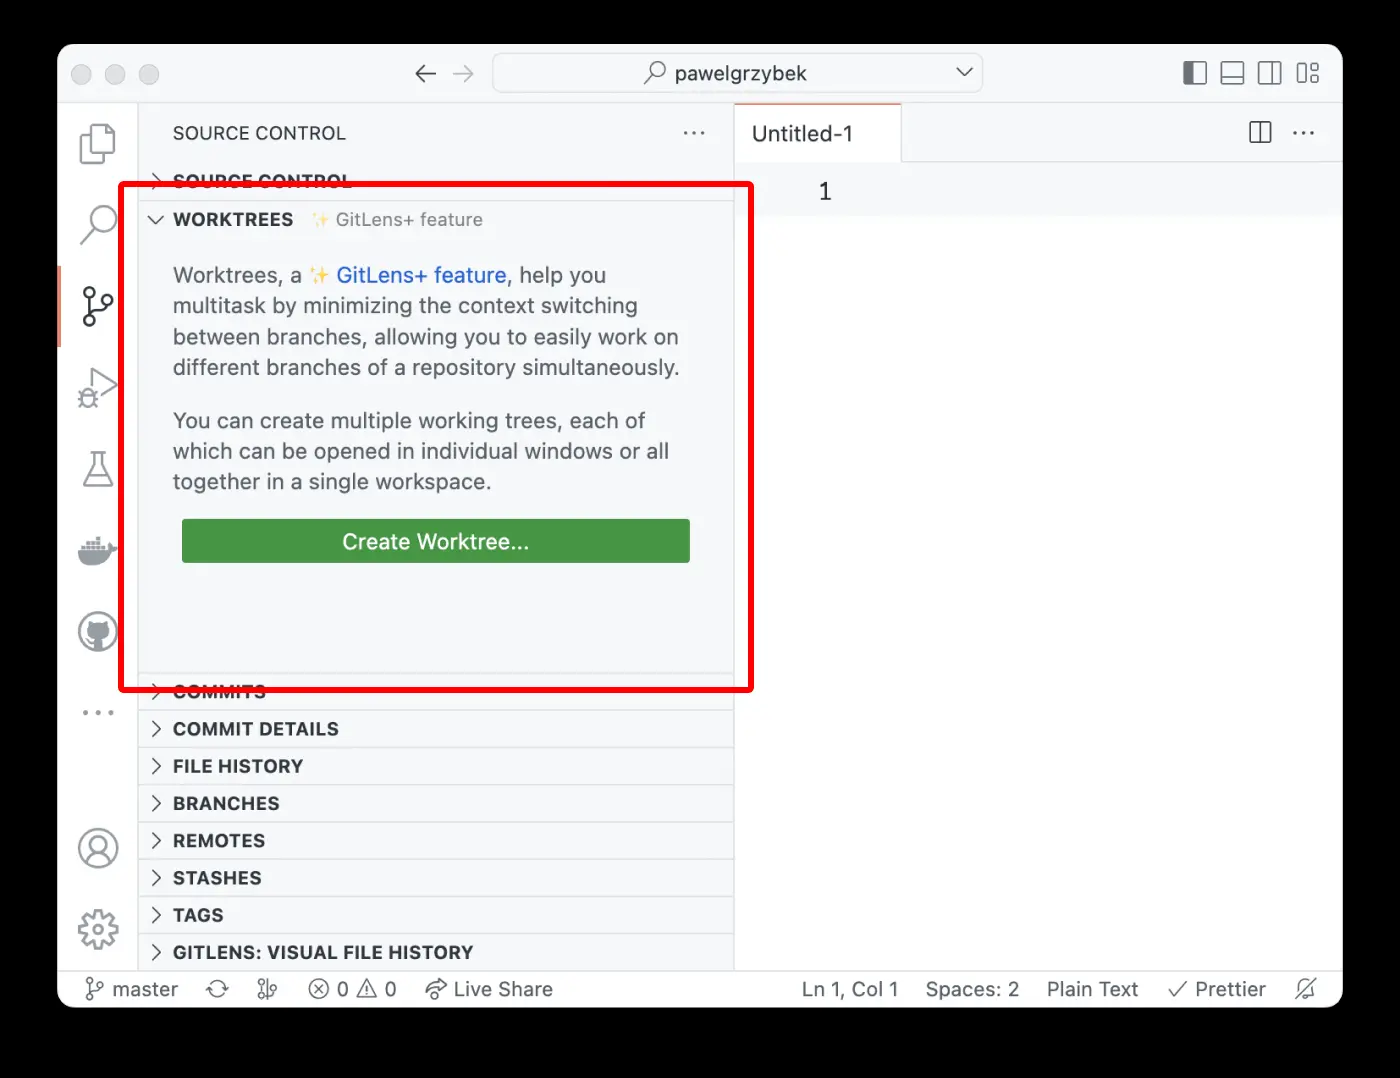 pawelgrzybek
SOURCE CONTROL
Untitled-1
SOURCE CONTROL
1
WORKTREES ✨ GitLens+ feature
Worktrees, a ✨ GitLens+ feature, help you
multitask by minimizing the context switching
between branches, allowing you to easily work on
different branches of a repository simultaneously.
You can create multiple working trees, each of
which can be opened in individual windows or all
together in a single workspace.
Create Worktree...
COMMITS
COMMIT DETAILS
FILE HISTORY
BRANCHES
REMOTES
STASHES
TAGS
GITLENS: VISUAL FILE HISTORY
master 0 0 Live Share Ln 1, Col 1 Spaces: 2 Plain Text Prettier